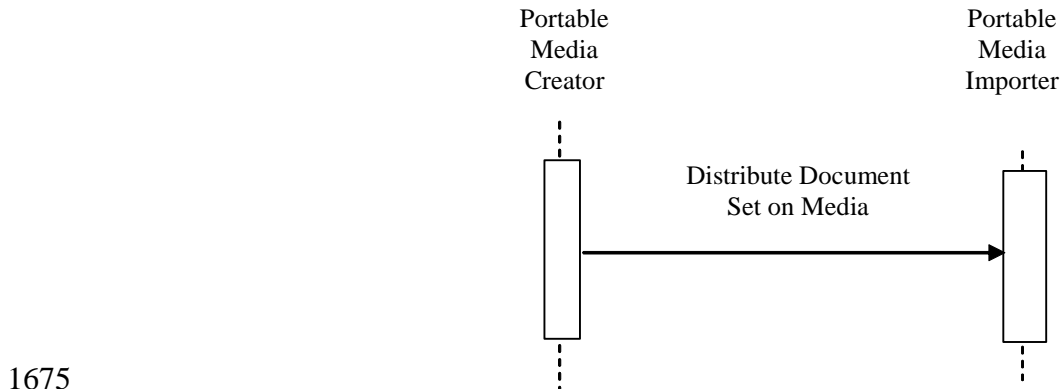 Portable
Media
Creator
Portable
Media
Importer
Distribute Document
Set on Media
1675